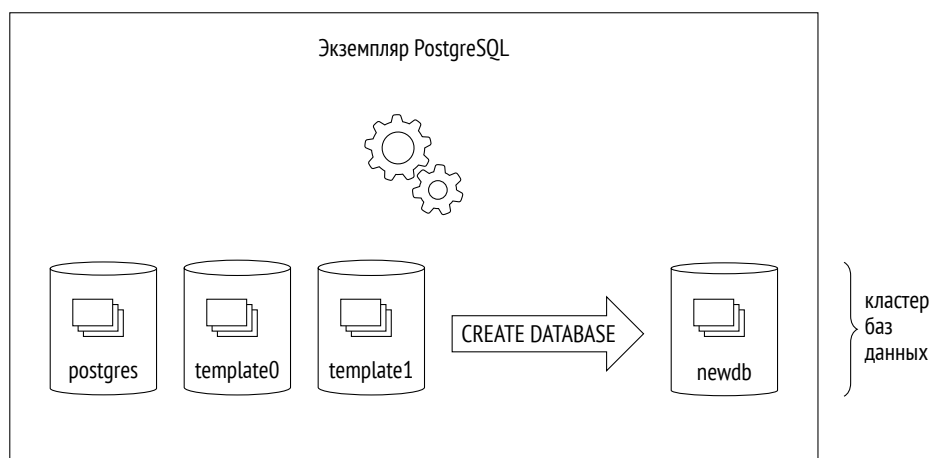 Экземпляр PostgreSQL
postgres
template0
template1
CREATE DATABASE
newdb
кластер
баз
данных